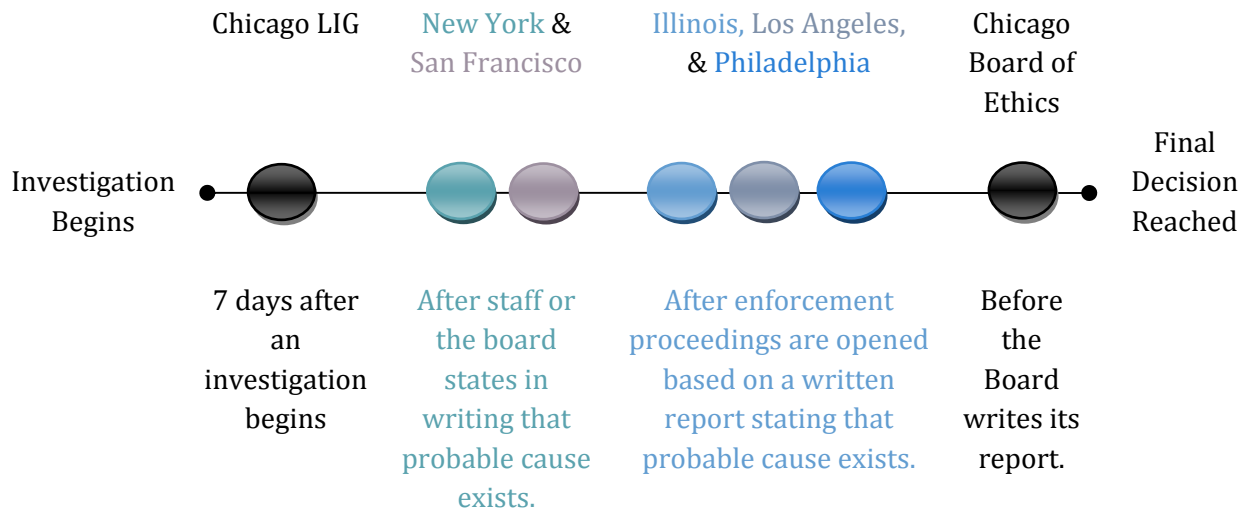 Chicago LIG
New York &
San Francisco
Illinois, Los Angeles,
& Philadelphia
Chicago
Board of
Ethics
Investigation
Begins
Final
Decision
Reached
7 days after
an
investigation
begins
After staff or
the board
states in
writing that
probable cause
exists.
After enforcement
proceedings are opened
based on a written
report stating that
probable cause exists.
Before
the
Board
writes its
report.